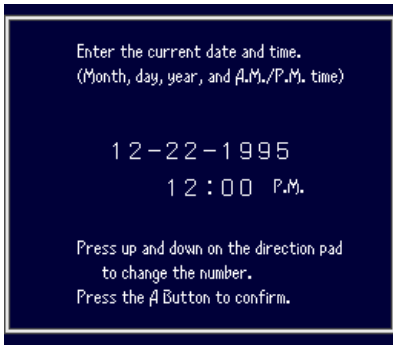 Enter the current date and time.
(Month, day, year, and A.M./P.M. time)
12-22-1995
12:00 P.M.
Press up and down on the direction pad
to change the number.
Press the A Button to confirm.